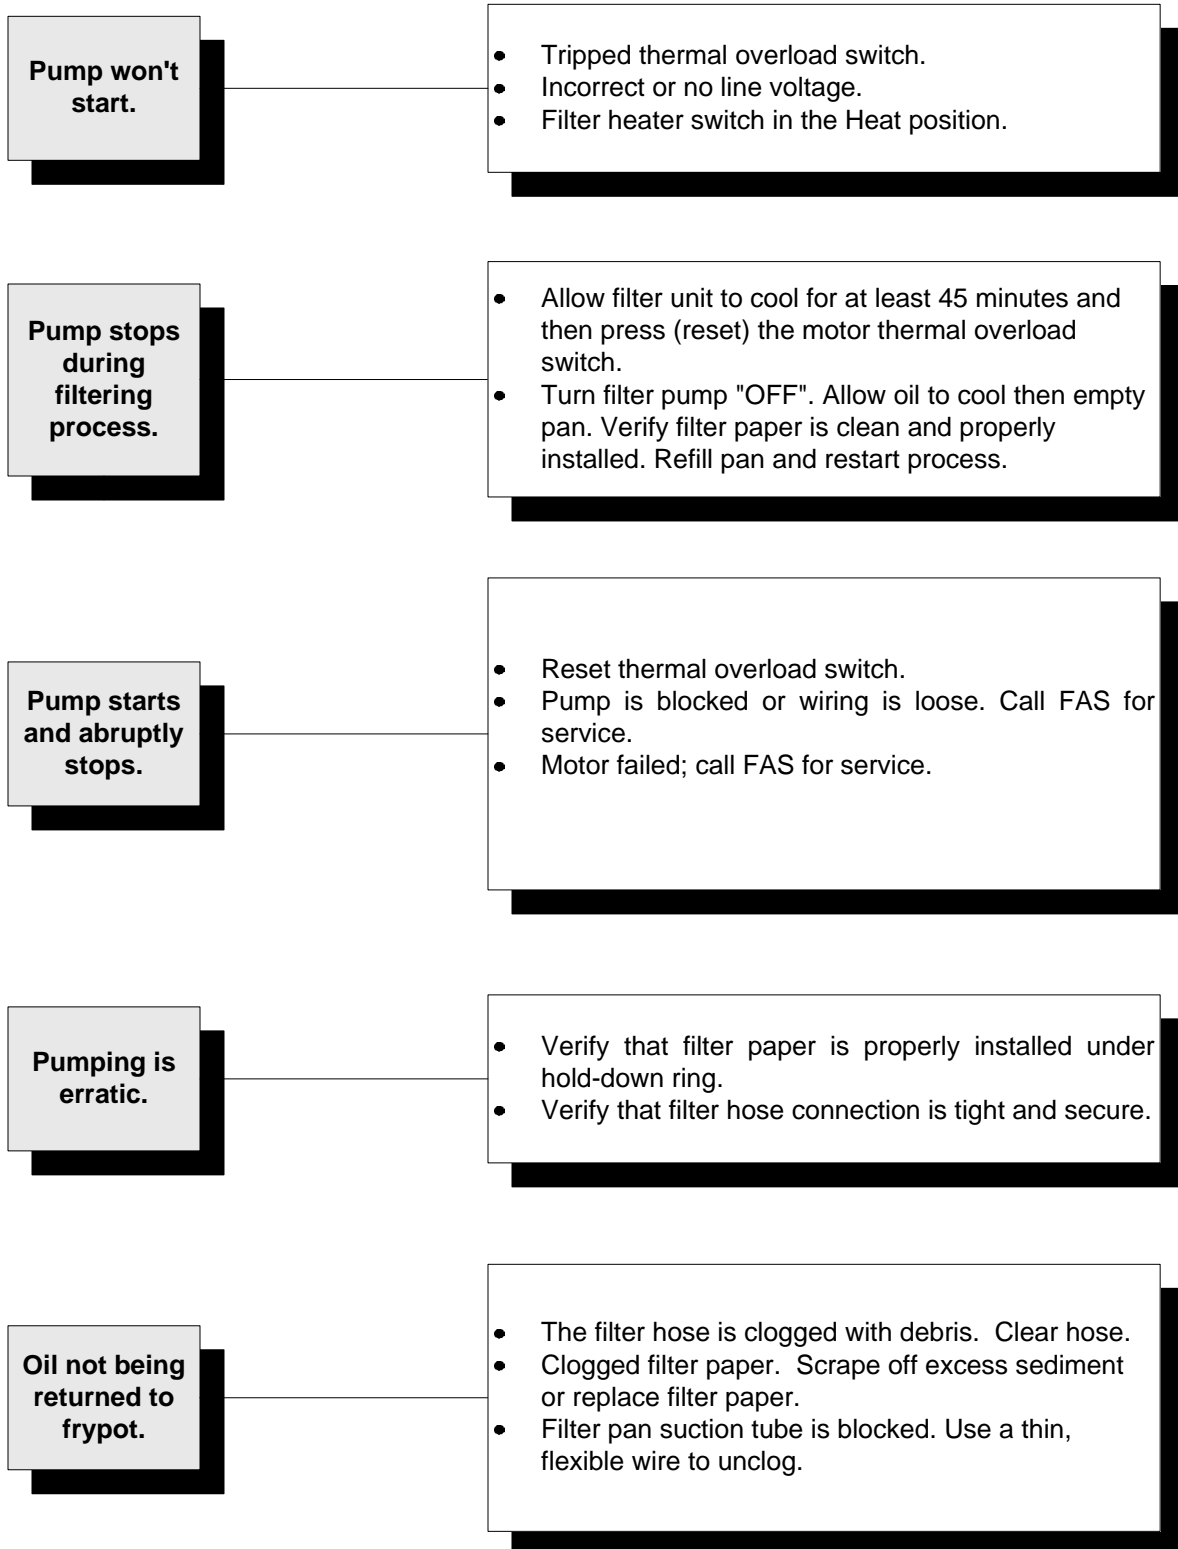 Pump won't
start.
• Tripped thermal overload switch.
• Incorrect or no line voltage.
• Filter heater switch in the Heat position.
Pump stops
during
filtering
process.
• Allow filter unit to cool for at least 45 minutes and
then press (reset) the motor thermal overload
switch.
• Turn filter pump "OFF". Allow oil to cool then empty
pan. Verify filter paper is clean and properly
installed. Refill pan and restart process.
Pump starts
and abruptly
stops.
• Reset thermal overload switch.
• Pump is blocked or wiring is loose. Call FAS for
service.
• Motor failed; call FAS for service.
Pumping is
erratic.
• Verify that filter paper is properly installed under
hold-down ring.
• Verify that filter hose connection is tight and secure.
Oil not being
returned to
frypot.
• The filter hose is clogged with debris.  Clear hose.
• Clogged filter paper.  Scrape off excess sediment
or replace filter paper.
• Filter pan suction tube is blocked. Use a thin,
flexible wire to unclog.